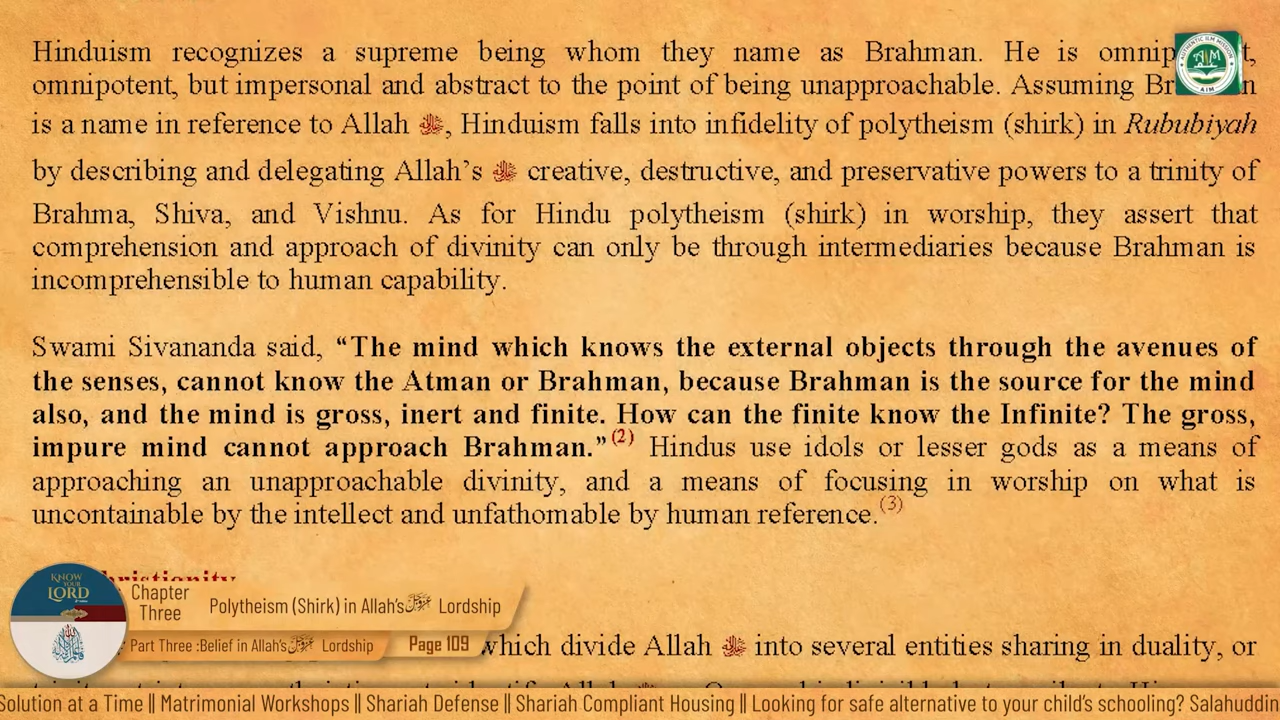 Hinduism recognizes a supreme being whom they name as Brahman. He is
omnipotent, but impersonal and abstract to the point of being unapproachable. Assuming
is a name in reference to Allah ﷻ, Hinduism falls into infidelity of polytheism (shirk) in Rububiyah
by describing and delegating Allah’s ﷻ creative, destructive, and preservative powers to a trinity of
Brahma, Shiva, and Vishnu. As for Hindu polytheism (shirk) in worship, they assert that
comprehension and approach of divinity can only be through intermediaries because Brahman is
incomprehensible to human capability.
Swami Sivananda said, “The mind which knows the external objects through the avenues of
the senses, cannot know the Atman or Brahman, because Brahman is the source for the mind
also, and the mind is gross, inert and finite. How can the finite know the Infinite? The gross,
impure mind cannot approach Brahman.”(2) Hindus use idols or lesser gods as a means of
approaching an unapproachable divinity, and a means of focusing in worship on what is
uncontainable by the intellect and unfathomable by human reference.(3)
AUTHENTIC ILM MISSION
AIM
KNOW
YOUR
LORD
Chapter
Three
Polytheism (Shirk) in Allah’s Lordship
Part Three :Belief in Allah’s Lordship
Page 109
which divide Allah ﷻ into several entities sharing in duality, or
Solution at a Time || Matrimonial Workshops || Shariah Defense || Shariah Compliant Housing || Looking for safe alternative to your child’s schooling? Salahuddin